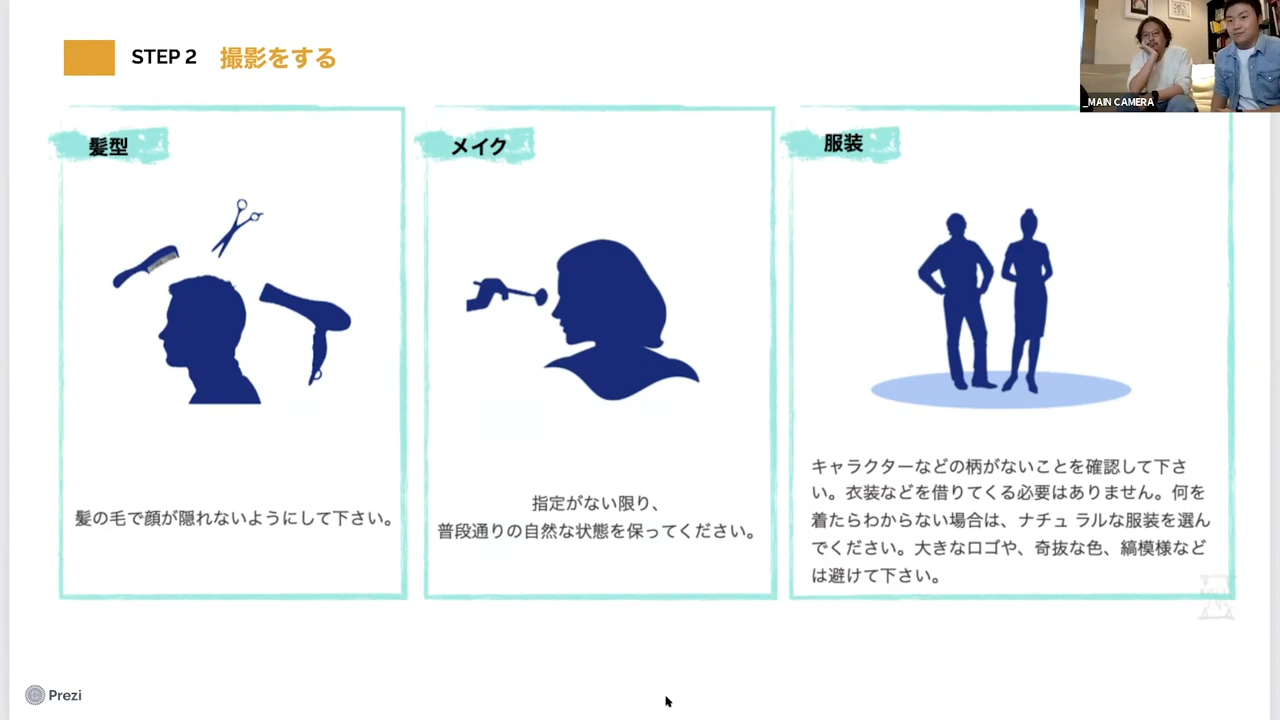 STEP 2 撮影をする
_MAIN CAMERA
髪型
髪の毛で顔が隠れないようにして下さい。
メイク
指定がない限り、
普段通りの自然な状態を保ってください。
服装
キャラクターなどの柄がないことを確認して下さ
い。衣装などを借りてくる必要はありません。何を
着たらわからない場合は、ナチュ ラルな服装を選ん
でください。大きなロゴや、奇抜な色、縞模様など
は避けて下さい。
Prezi